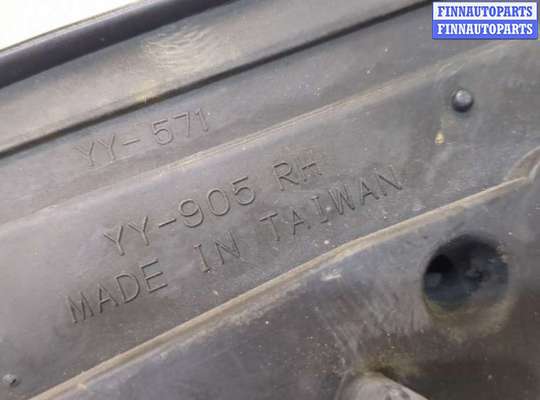 FINNAUTOPARTS
FINNAUTOPARTS
YY-571
YY-905 RH
MADE IN TAIWAN